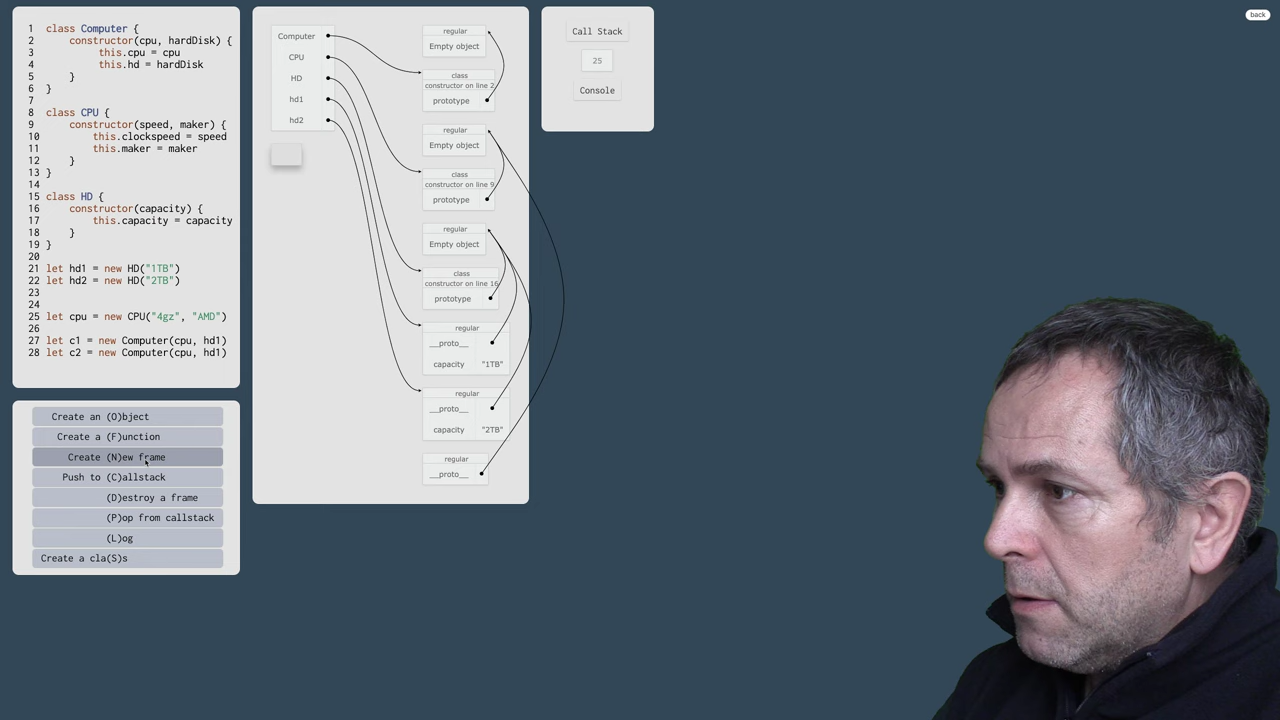 back
1 class Computer {
2 constructor(cpu, hardDisk) {
3 this.cpu = cpu
4 this.hd = hardDisk
5 }
6 }
7
8 class CPU {
9 constructor(speed, maker) {
10 this.clockspeed = speed
11 this.maker = maker
12 }
13 }
14
15 class HD {
16 constructor(capacity) {
17 this.capacity = capacity
18 }
19 }
20
21 let hd1 = new HD("1TB")
22 let hd2 = new HD("2TB")
23
24
25 let cpu = new CPU("4gz", "AMD")
26
27 let c1 = new Computer(cpu, hd1)
28 let c2 = new Computer(cpu, hd1)
Create an (O)bject
Create a (F)unction
Create (N)ew frame
Push to (C)allstack
(D)estroy a frame
(P)op from callstack
(L)og
Create a cla(S)s
Computer
CPU
HD
hd1
hd2
regular
Empty object
class
constructor on line 2
prototype
regular
Empty object
class
constructor on line 9
prototype
regular
Empty object
class
constructor on line 16
prototype
regular
__proto__
capacity "1TB"
regular
__proto__
capacity "2TB"
regular
__proto__
Call Stack
25
Console